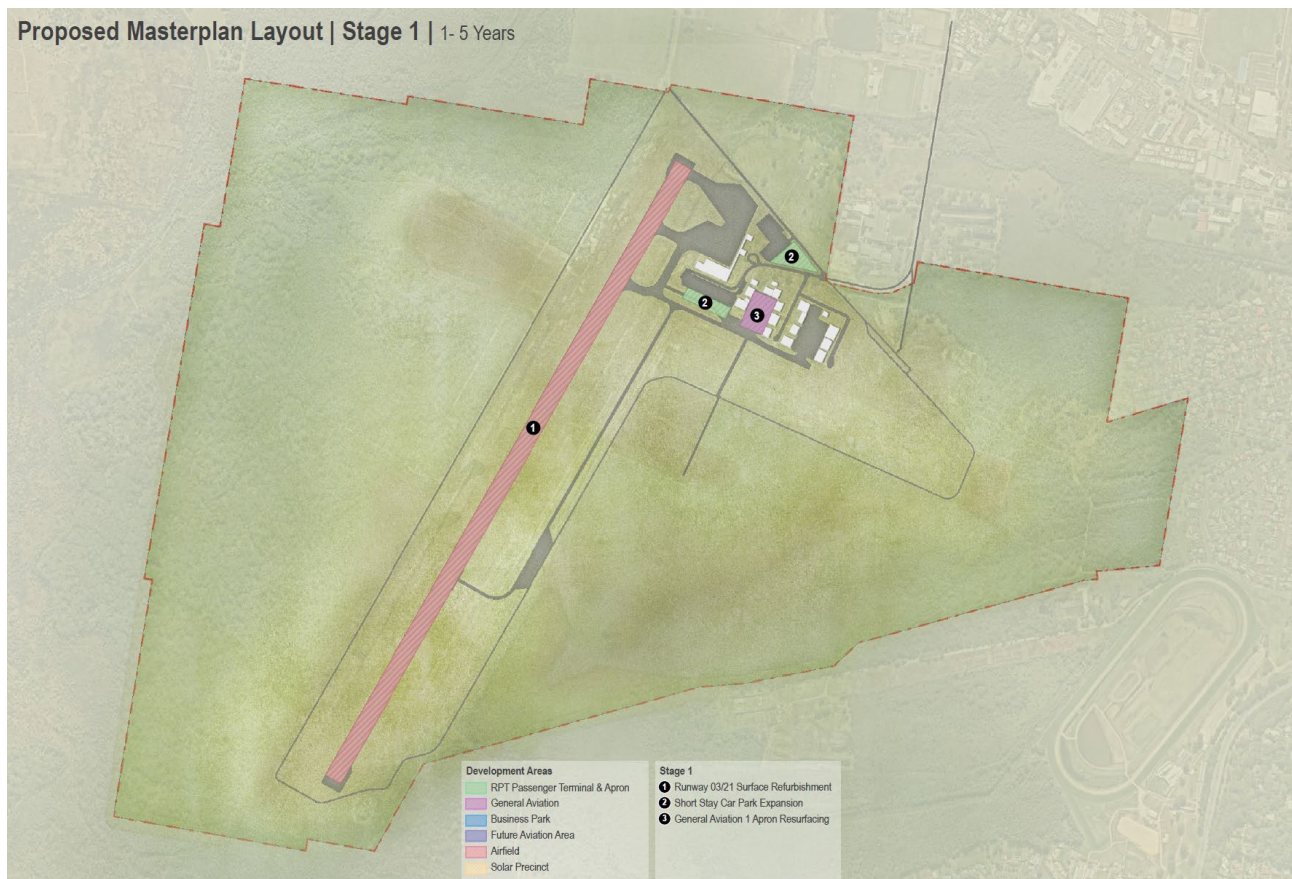 Proposed Masterplan Layout | Stage 1 | 1- 5 Years
2
2
3
1
Development Areas
RPT Passenger Terminal & Apron
General Aviation
Business Park
Future Aviation Area
Airfield
Solar Precinct
Stage 1
1 Runway 03/21 Surface Refurbishment
2 Short Stay Car Park Expansion
3 General Aviation 1 Apron Resurfacing